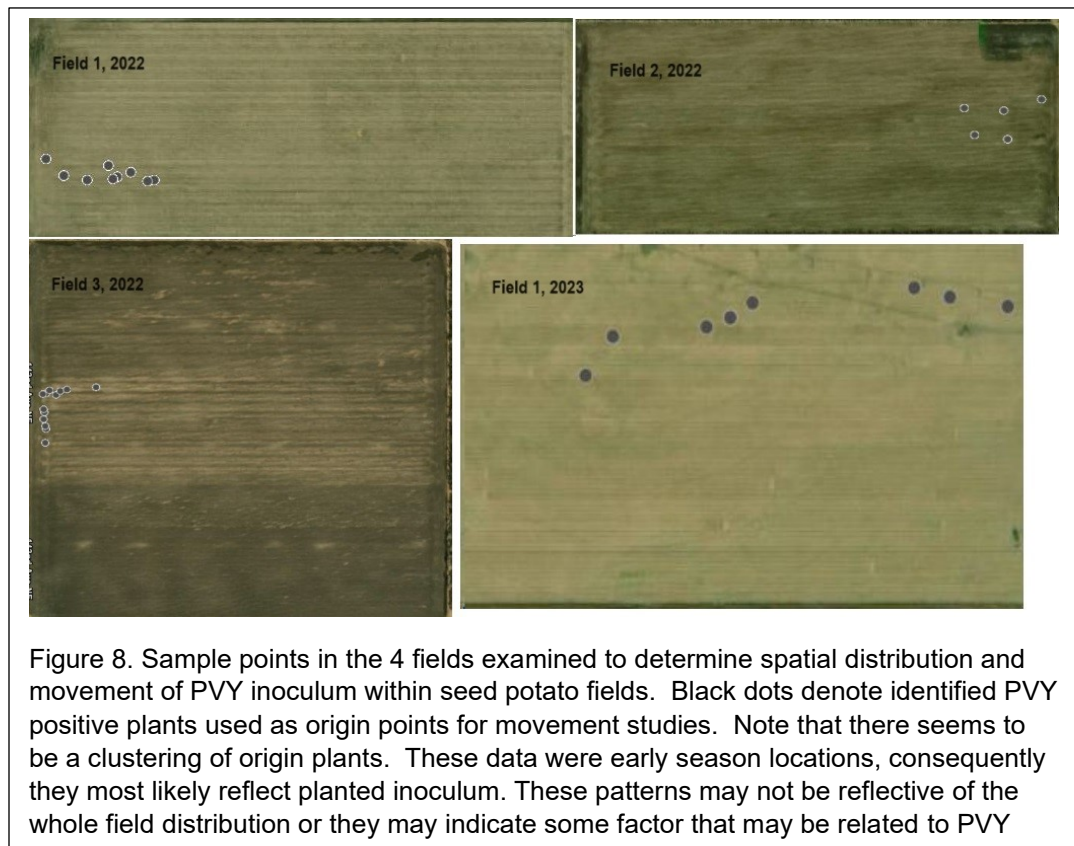 Field 1, 2022
Field 2, 2022
Field 3, 2022
Field 1, 2023
Figure 8. Sample points in the 4 fields examined to determine spatial distribution and
movement of PVY inoculum within seed potato fields.  Black dots denote identified PVY
positive plants used as origin points for movement studies.  Note that there seems to
be a clustering of origin plants.  These data were early season locations, consequently
they most likely reflect planted inoculum. These patterns may not be reflective of the
whole field distribution or they may indicate some factor that may be related to PVY